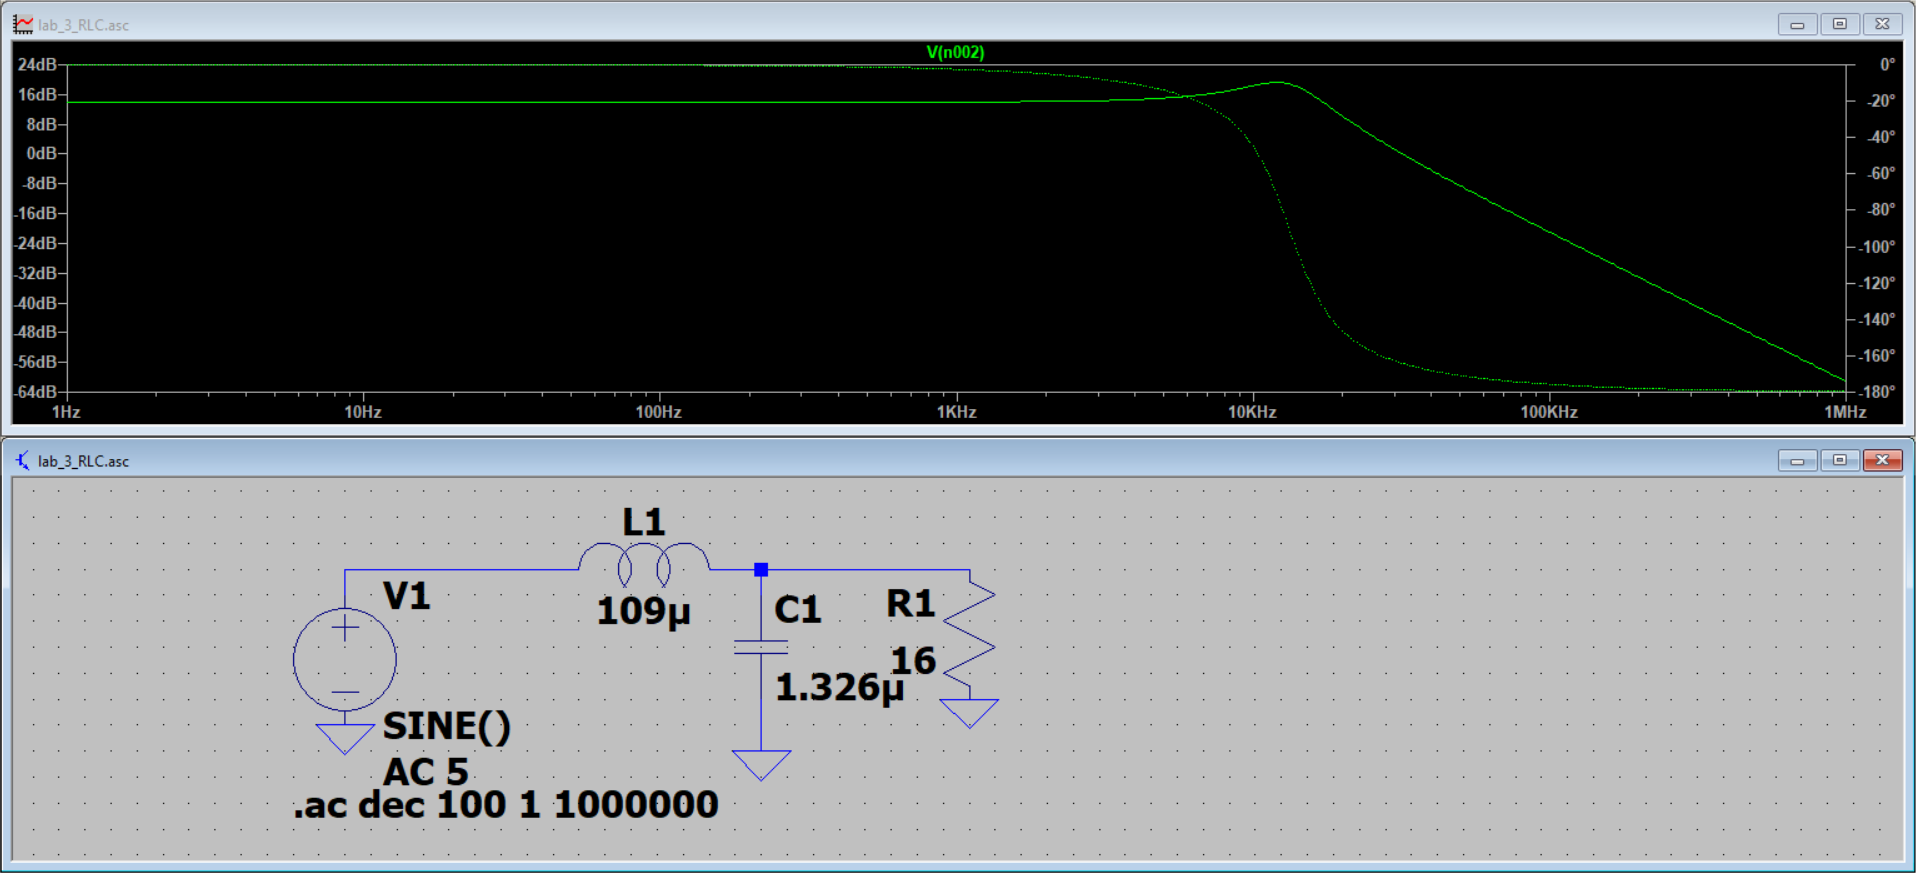 lab_3_RLC.asc
V(n002)
24dB
16dB
8dB
0dB
-8dB
-16dB
-24dB
-32dB
-40dB
-48dB
-56dB
-64dB
0°
-20°
-40°
-60°
-80°
-100°
-120°
-140°
-160°
-180°
1Hz 10Hz 100Hz 1KHz 10KHz 100KHz 1MHz
lab_3_RLC.asc
L1
109µ
V1
C1
1.326µ
R1
16
SINE()
AC 5
.ac dec 100 1 1000000